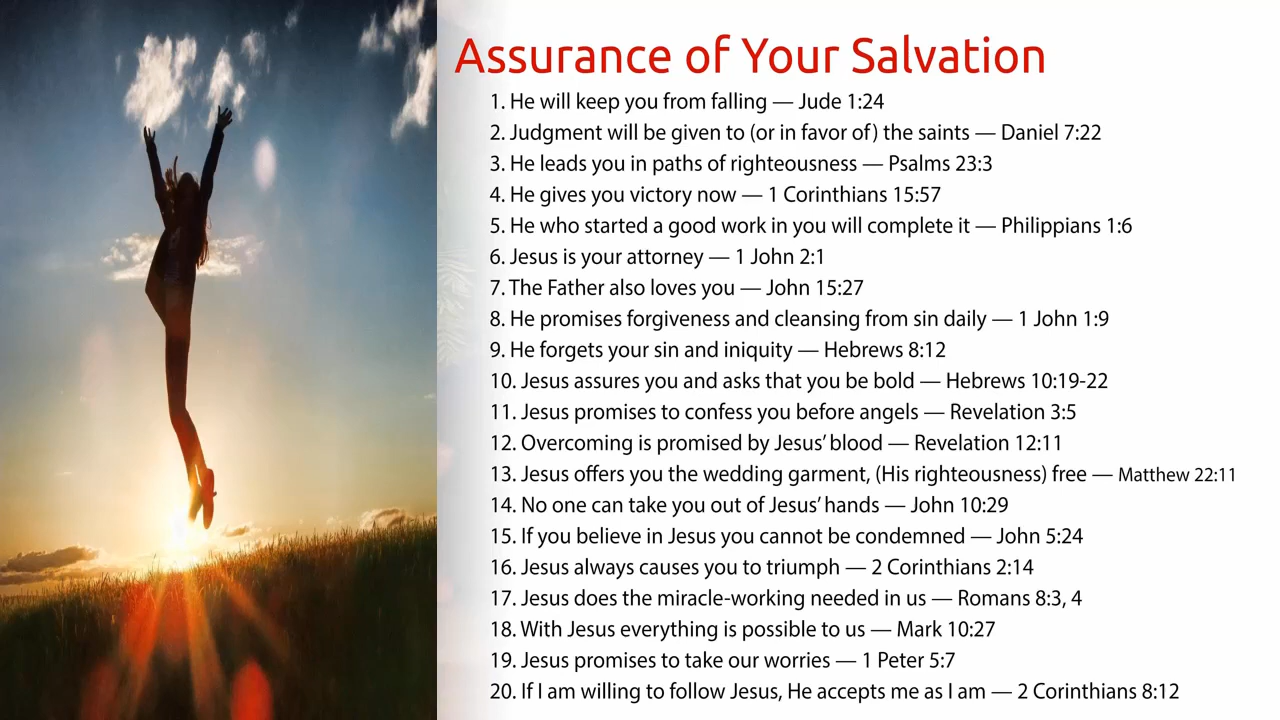 Assurance of Your Salvation
1. He will keep you from falling — Jude 1:24
2. Judgment will be given to (or in favor of) the saints — Daniel 7:22
3. He leads you in paths of righteousness — Psalms 23:3
4. He gives you victory now — 1 Corinthians 15:57
5. He who started a good work in you will complete it — Philippians 1:6
6. Jesus is your attorney — 1 John 2:1
7. The Father also loves you — John 15:27
8. He promises forgiveness and cleansing from sin daily — 1 John 1:9
9. He forgets your sin and iniquity — Hebrews 8:12
10. Jesus assures you and asks that you be bold — Hebrews 10:19-22
11. Jesus promises to confess you before angels — Revelation 3:5
12. Overcoming is promised by Jesus’ blood — Revelation 12:11
13. Jesus offers you the wedding garment, (His righteousness) free — Matthew 22:11
14. No one can take you out of Jesus’ hands — John 10:29
15. If you believe in Jesus you cannot be condemned — John 5:24
16. Jesus always causes you to triumph — 2 Corinthians 2:14
17. Jesus does the miracle-working needed in us — Romans 8:3, 4
18. With Jesus everything is possible to us — Mark 10:27
19. Jesus promises to take our worries — 1 Peter 5:7
20. If I am willing to follow Jesus, He accepts me as I am — 2 Corinthians 8:12